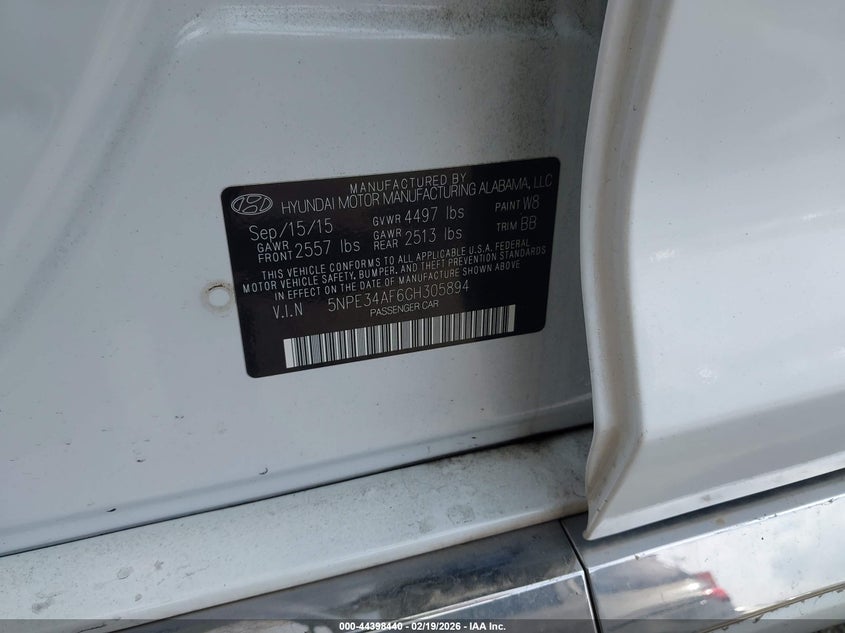 MANUFACTURED BY
HYUNDAI MOTOR MANUFACTURING ALABAMA, LLC
Sep/15/15 GVWR 4497 lbs PAINT W8
GAWR FRONT 2557 lbs GAWR REAR 2513 lbs TRIM BB
THIS VEHICLE CONFORMS TO ALL APPLICABLE U.S.A. FEDERAL
MOTOR VEHICLE SAFETY, BUMPER, AND THEFT PREVENTION STANDARDS
IN EFFECT ON THE DATE OF MANUFACTURE SHOWN ABOVE
V.I.N 5NPE34AF6GH305894
PASSENGER CAR
000 - 44398440 - 02/19/2026 - IAA Inc.